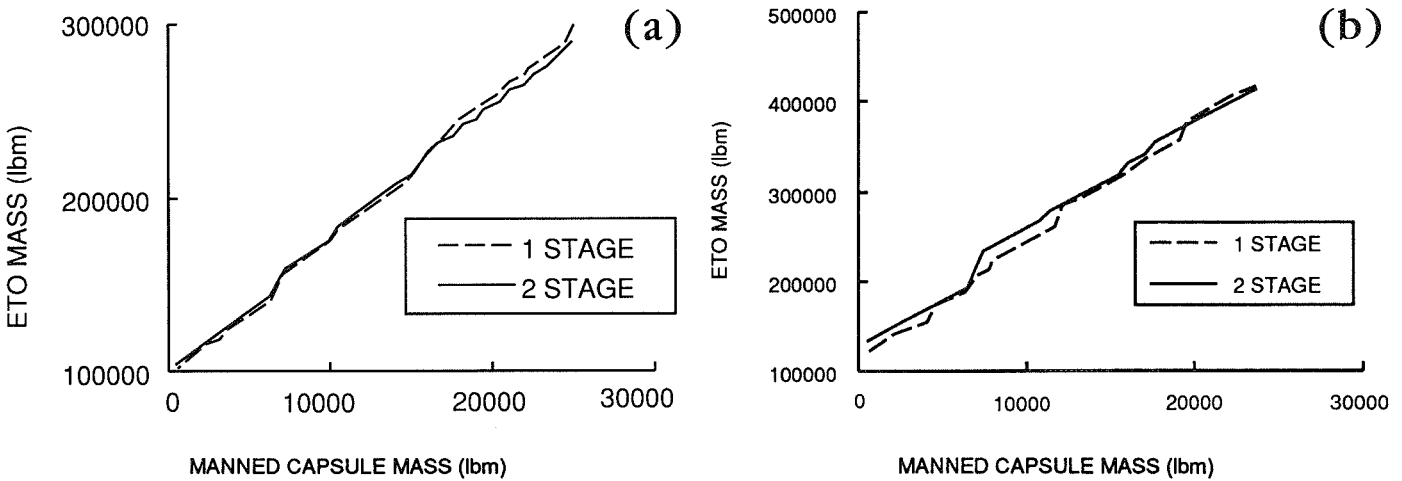 (a)
300000
200000
100000
ETO MASS (lbm)
1 STAGE
2 STAGE
0
10000
20000
30000
MANNED CAPSULE MASS (lbm)
(b)
500000
400000
300000
200000
100000
ETO MASS (lbm)
1 STAGE
2 STAGE
0
10000
20000
30000
MANNED CAPSULE MASS (lbm)